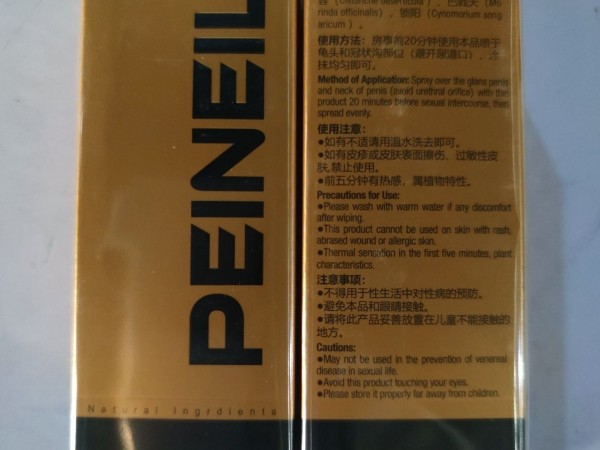 PEINEIL
Natural Ingrdients
rinda officinalis）、锁阳（Cynomorium song
aricum）。
使用方法：房事前20分钟使用本品喷于
龟头和冠状沟部位（避开尿道口），涂
抹均匀即可。
Method of Application: Spray over the glans penis
and neck of penis (avoid urethral orifice) with the
product 20 minutes before sexual intercourse, then
spread evenly.
使用注意：
●如有不适请用温水洗去即可。
●如有皮疹或皮肤表面擦伤、过敏性皮
肤,禁止使用。
●前五分钟有热感，属植物特性。
Precautions for Use:
●Please wash with warm water if any discomfort
after wiping.
●This product cannot be used on skin with rash,
abrased wound or allergic skin.
●Thermal sensation in the first five minutes, plant
characteristics.
注意事项：
●不得用于性生活中对性病的预防。
●避免本品和眼睛接触。
●请将此产品妥善放置在儿童不能接触的
地方。
Cautions:
●May not be used in the prevention of venereal
disease in sexual life.
●Avoid this product touching your eyes.
●Please store it properly far away from children.